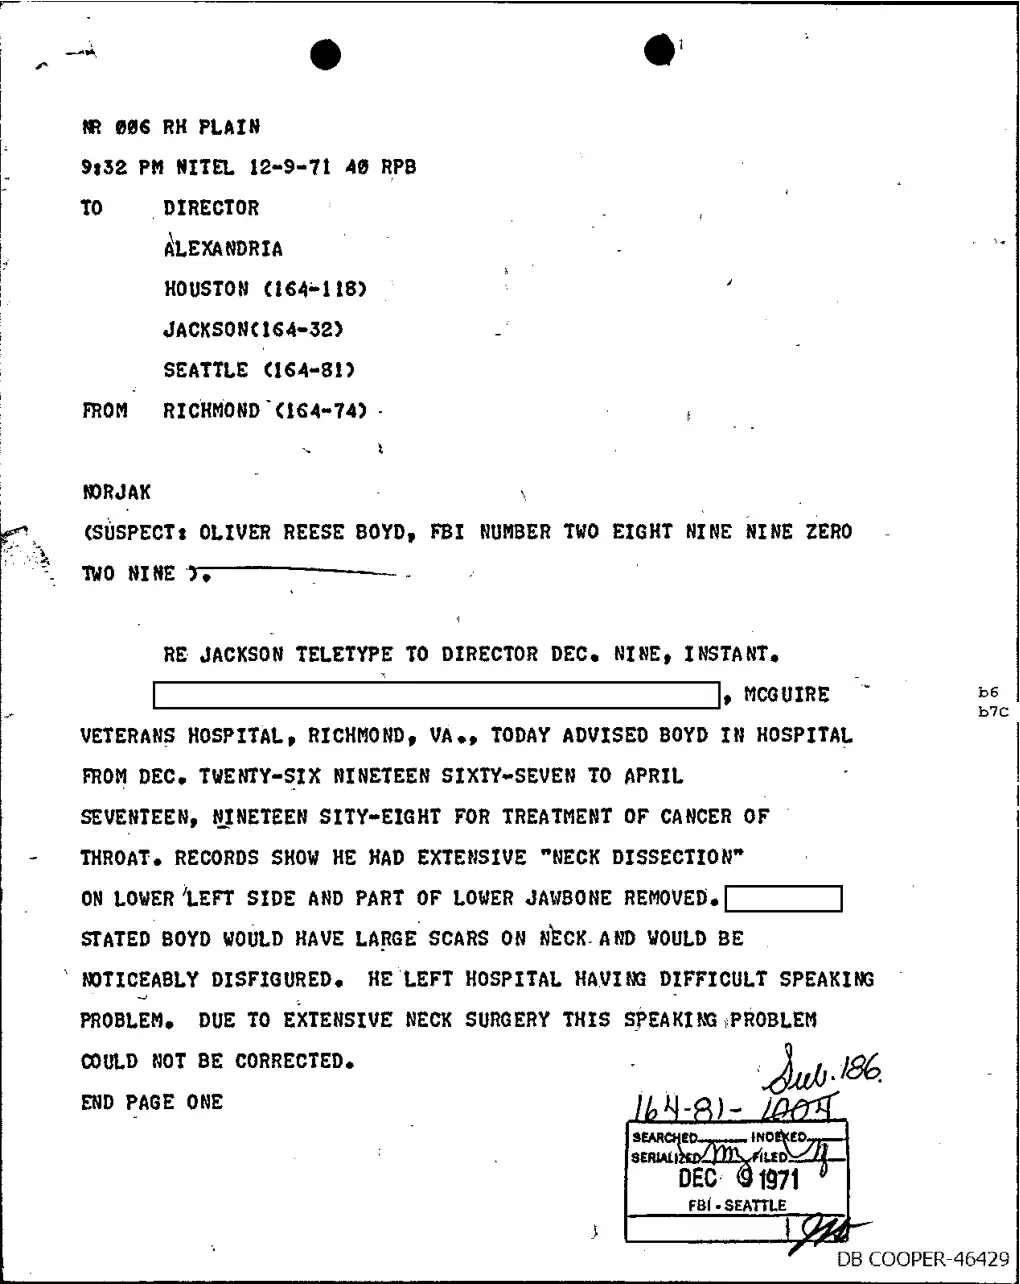 NR 006 RH PLAIN
9:32 PM NITEL 12-9-71 40 RPB
TO DIRECTOR
ALEXANDRIA
HOUSTON (164-118)
JACKSON(164-32)
SEATTLE (164-81)
FROM RICHMOND (164-74)
NORJAK
(SUSPECT: OLIVER REESE BOYD, FBI NUMBER TWO EIGHT NINE NINE ZERO
TWO NINE ).
RE JACKSON TELETYPE TO DIRECTOR DEC. NINE, INSTANT.
, MCGUIRE
b6
b7C
VETERANS HOSPITAL, RICHMOND, VA., TODAY ADVISED BOYD IN HOSPITAL
FROM DEC. TWENTY-SIX NINETEEN SIXTY-SEVEN TO APRIL
SEVENTEEN, NINETEEN SITY-EIGHT FOR TREATMENT OF CANCER OF
THROAT. RECORDS SHOW HE HAD EXTENSIVE "NECK DISSECTION"
ON LOWER LEFT SIDE AND PART OF LOWER JAWBONE REMOVED.
STATED BOYD WOULD HAVE LARGE SCARS ON NECK AND WOULD BE
NOTICEABLY DISFIGURED. HE LEFT HOSPITAL HAVING DIFFICULT SPEAKING
PROBLEM. DUE TO EXTENSIVE NECK SURGERY THIS SPEAKING PROBLEM
COULD NOT BE CORRECTED.
END PAGE ONE
Sub. 186
164-81-1004
SEARCHED INDEXED
SERIALIZED FILED
DEC 9 1971
FBI - SEATTLE
DB COOPER-46429